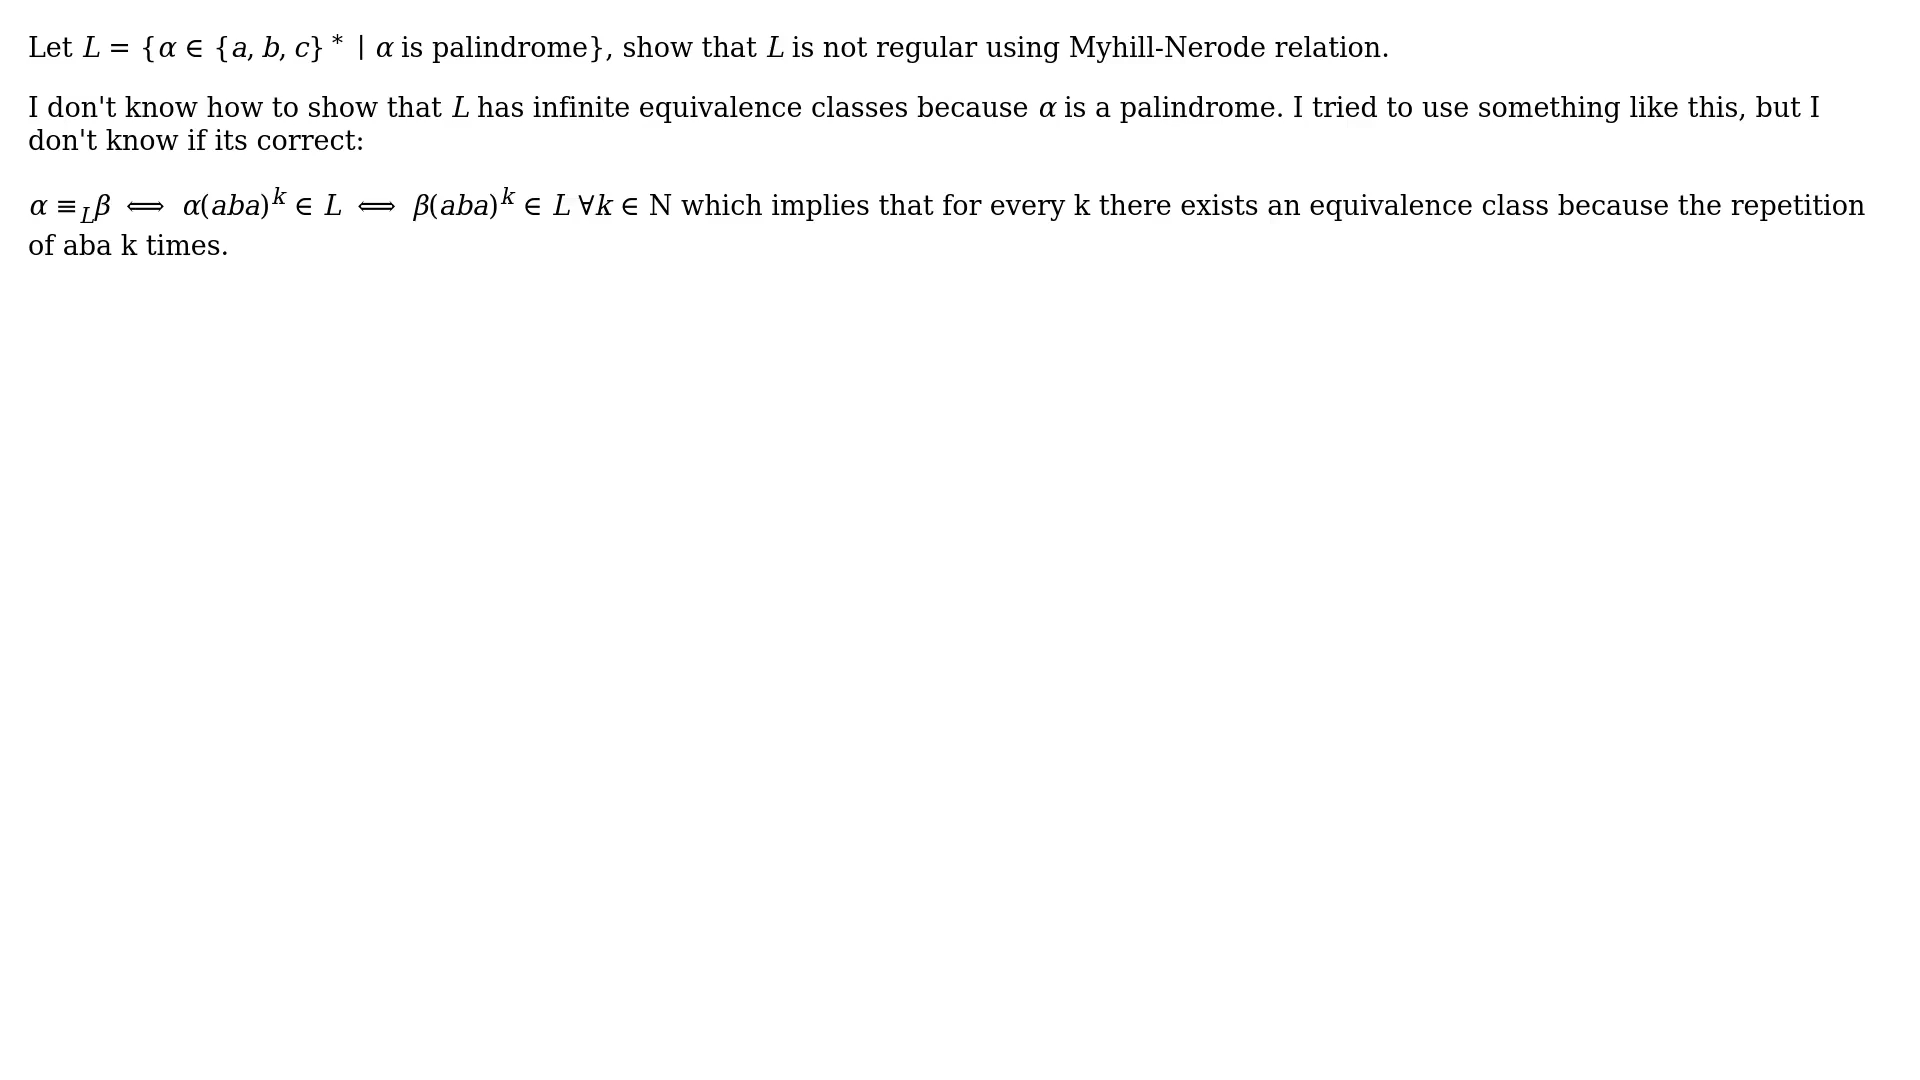 Let L = {α ∈ {a, b, c}* | α is palindrome}, show that L is not regular using Myhill-Nerode relation.
I don't know how to show that L has infinite equivalence classes because α is a palindrome. I tried to use something like this, but I
don't know if its correct:
α ≡_L β ⟺ α(aba)^k ∈ L ⟺ β(aba)^k ∈ L ∀k ∈ N which implies that for every k there exists an equivalence class because the repetition
of aba k times.